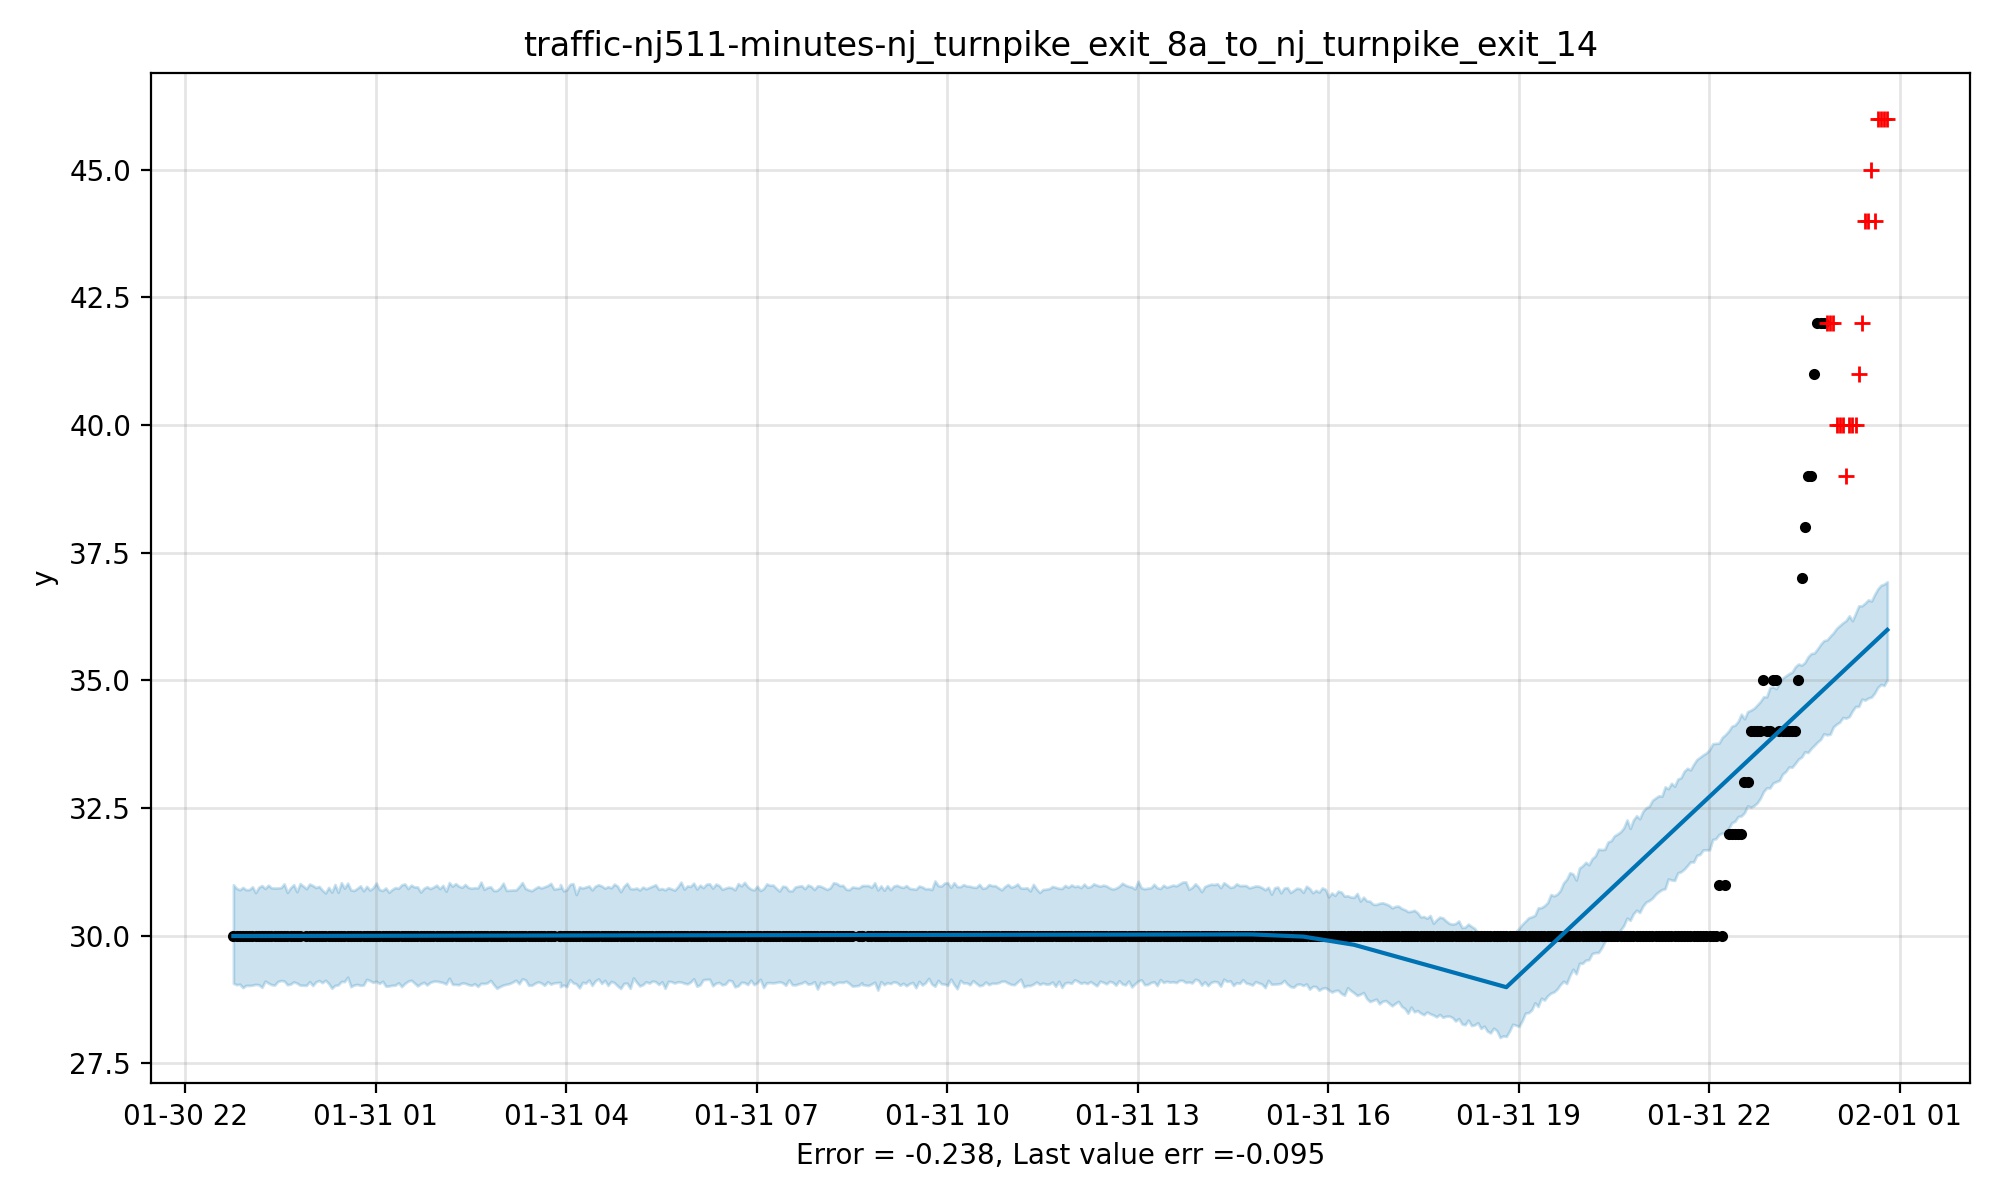 traffic-nj511-minutes-nj_turnpike_exit_8a_to_nj_turnpike_exit_14
45.0
42.5
40.0
37.5
35.0
32.5
30.0
27.5
y
01-30 22 01-31 01 01-31 04 01-31 07 01-31 10 01-31 13 01-31 16 01-31 19 01-31 22 02-01 01
Error = -0.238, Last value err =-0.095